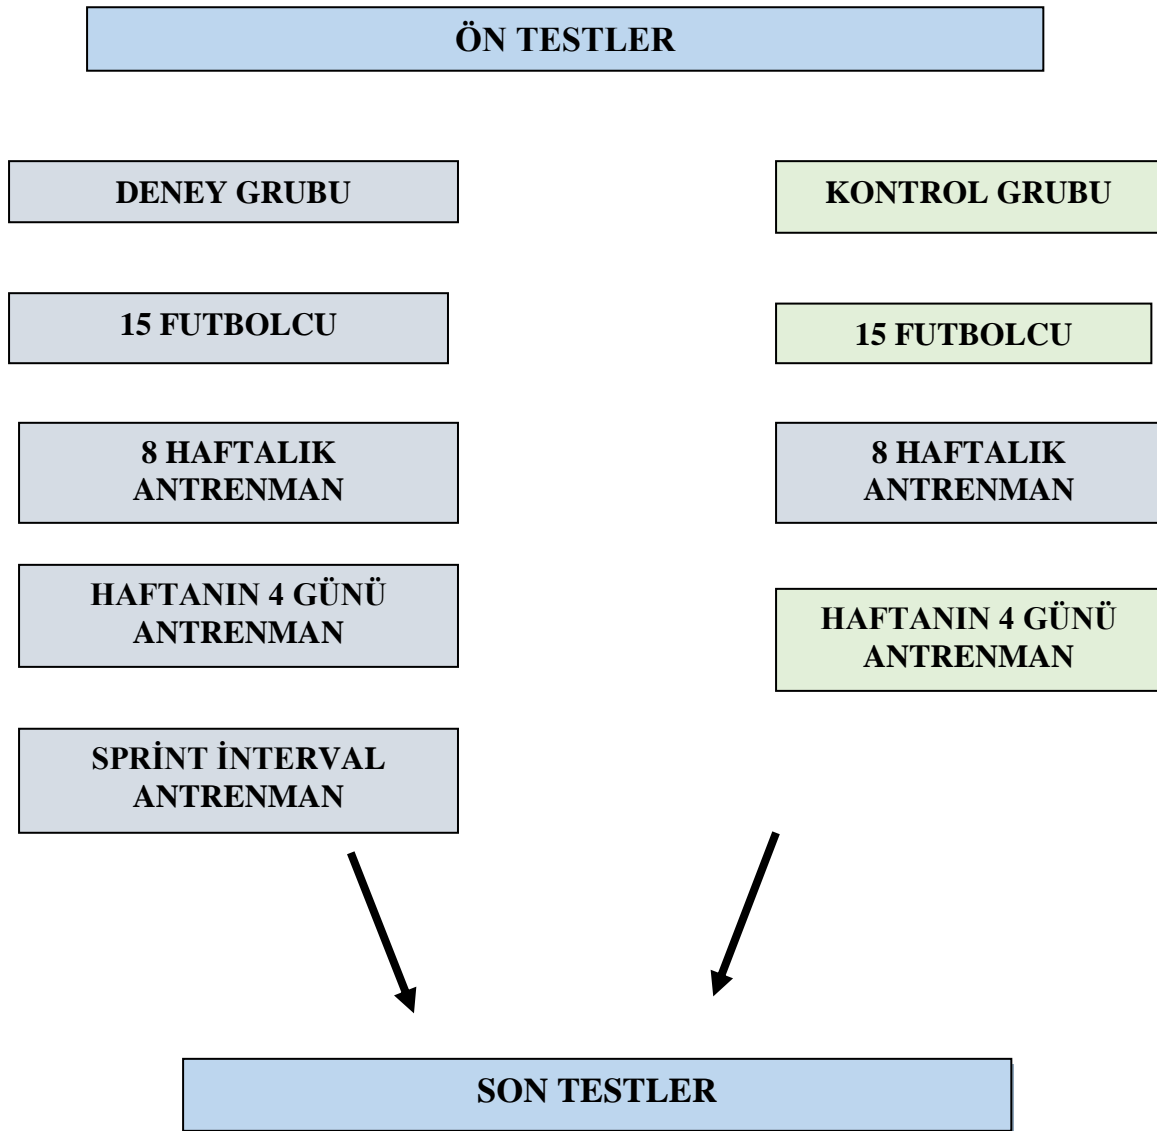 ÖN TESTLER
DENEY GRUBU
15 FUTBOLCU
8 HAFTALIK
ANTRENMAN
HAFTANIN 4 GÜNÜ
ANTRENMAN
SPRİNT İNTERVAL
ANTRENMAN
KONTROL GRUBU
15 FUTBOLCU
8 HAFTALIK
ANTRENMAN
HAFTANIN 4 GÜNÜ
ANTRENMAN
SON TESTLER